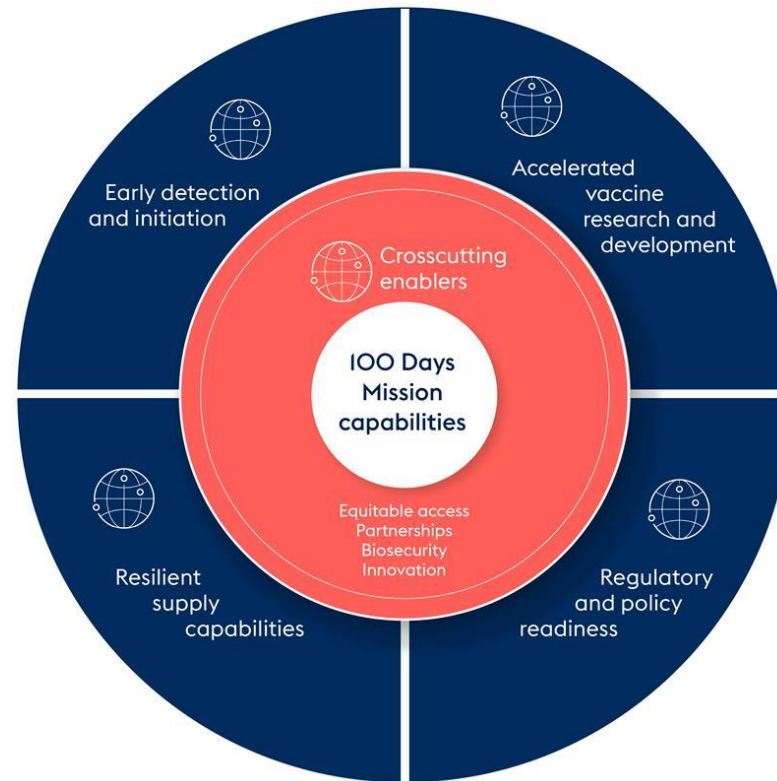 Early detection
and initiation
Accelerated
vaccine
research and
development
Crosscutting
enablers
100 Days
Mission
capabilities
Equitable access
Partnerships
Biosecurity
Innovation
Resilient
supply
capabilities
Regulatory
and policy
readiness